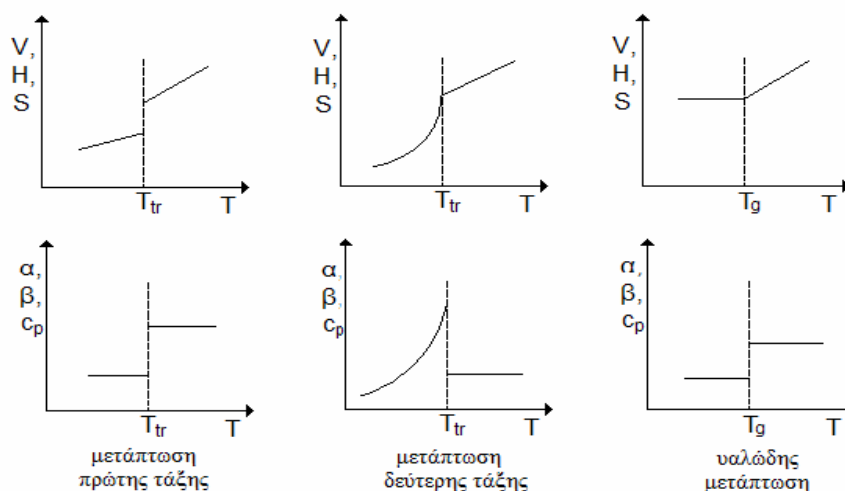 V,
H,
S
T_tr
T
V,
H,
S
T_tr
T
V,
H,
S
T_g
T
α,
β,
c_p
T_tr
T
α,
β,
c_p
T_tr
T
α,
β,
c_p
T_g
T
μετάπτωση
πρώτης τάξης
μετάπτωση
δεύτερης τάξης
υαλώδης
μετάπτωση